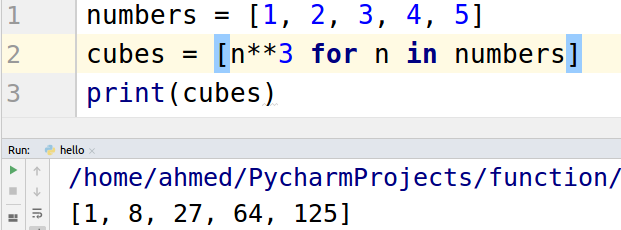 1 numbers = [1, 2, 3, 4, 5]
2 cubes = [n**3 for n in numbers]
3 print(cubes)
Run: hello ×
/home/ahmed/PycharmProjects/function/
[1, 8, 27, 64, 125]